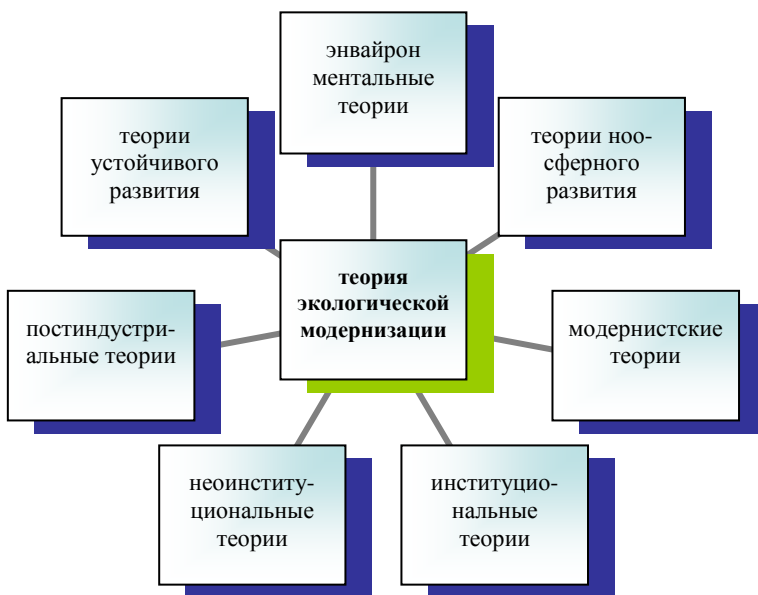 энвайрон
ментальные
теории
теории
устойчивого
развития
теории ноо-
сферного
развития
теория
экологической
модернизации
постиндустри-
альные теории
модернистские
теории
неоинститу-
циональные
теории
институцио-
нальные
теории